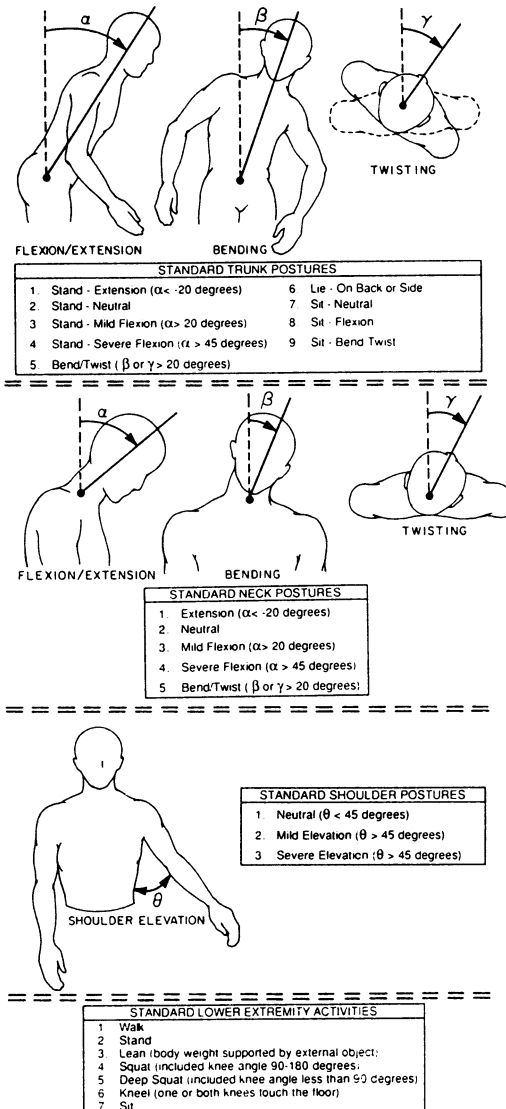 α
β
γ
TWISTING
FLEXION/EXTENSION
BENDING
STANDARD TRUNK POSTURES
1. Stand - Extension (α< -20 degrees)
2. Stand - Neutral
3 Stand - Mild Flexion (α> 20 degrees)
4 Stand - Severe Flexion (α > 45 degrees)
5. Bend/Twist ( β or γ > 20 degrees)
6 Lie - On Back or Side
7. Sit - Neutral
8 Sit - Flexion
9 Sit - Bend Twist
α
β
γ
TWISTING
FLEXION/EXTENSION
BENDING
STANDARD NECK POSTURES
1. Extension (α< -20 degrees)
2 Neutral
3. Mild Flexion (α> 20 degrees)
4. Severe Flexion (α > 45 degrees)
5 Bend/Twist ( β or γ > 20 degrees)
STANDARD SHOULDER POSTURES
1. Neutral (θ < 45 degrees)
2. Mild Elevation (θ > 45 degrees)
3 Severe Elevation (θ > 45 degrees)
θ
SHOULDER ELEVATION
STANDARD LOWER EXTREMITY ACTIVITIES
1 Walk
2 Stand
3. Lean (body weight supported by external object)
4 Squat (included knee angle 90-180 degrees)
5 Deep Squat (included knee angle less than 90 degrees)
6 Kneel (one or both knees touch the floor)
7 Sit